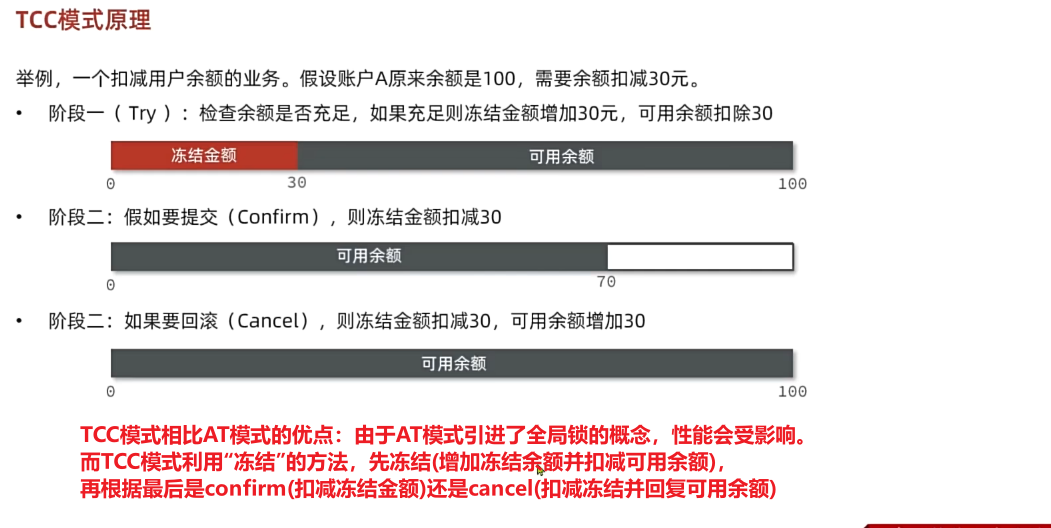 TCC模式原理
举例，一个扣减用户余额的业务。假设账户A原来余额是100，需要余额扣减30元。
• 阶段一（ Try ）：检查余额是否充足，如果充足则冻结金额增加30元，可用余额扣除30
冻结金额 可用余额
0 30 100
• 阶段二：假如要提交（Confirm），则冻结金额扣减30
可用余额
0 70
• 阶段二：如果要回滚（Cancel），则冻结金额扣减30，可用余额增加30
可用余额
0 100
TCC模式相比AT模式的优点：由于AT模式引进了全局锁的概念，性能会受影响。
而TCC模式利用“冻结”的方法，先冻结(增加冻结余额并扣减可用余额)，
再根据最后是confirm(扣减冻结金额)还是cancel(扣减冻结并回复可用余额)